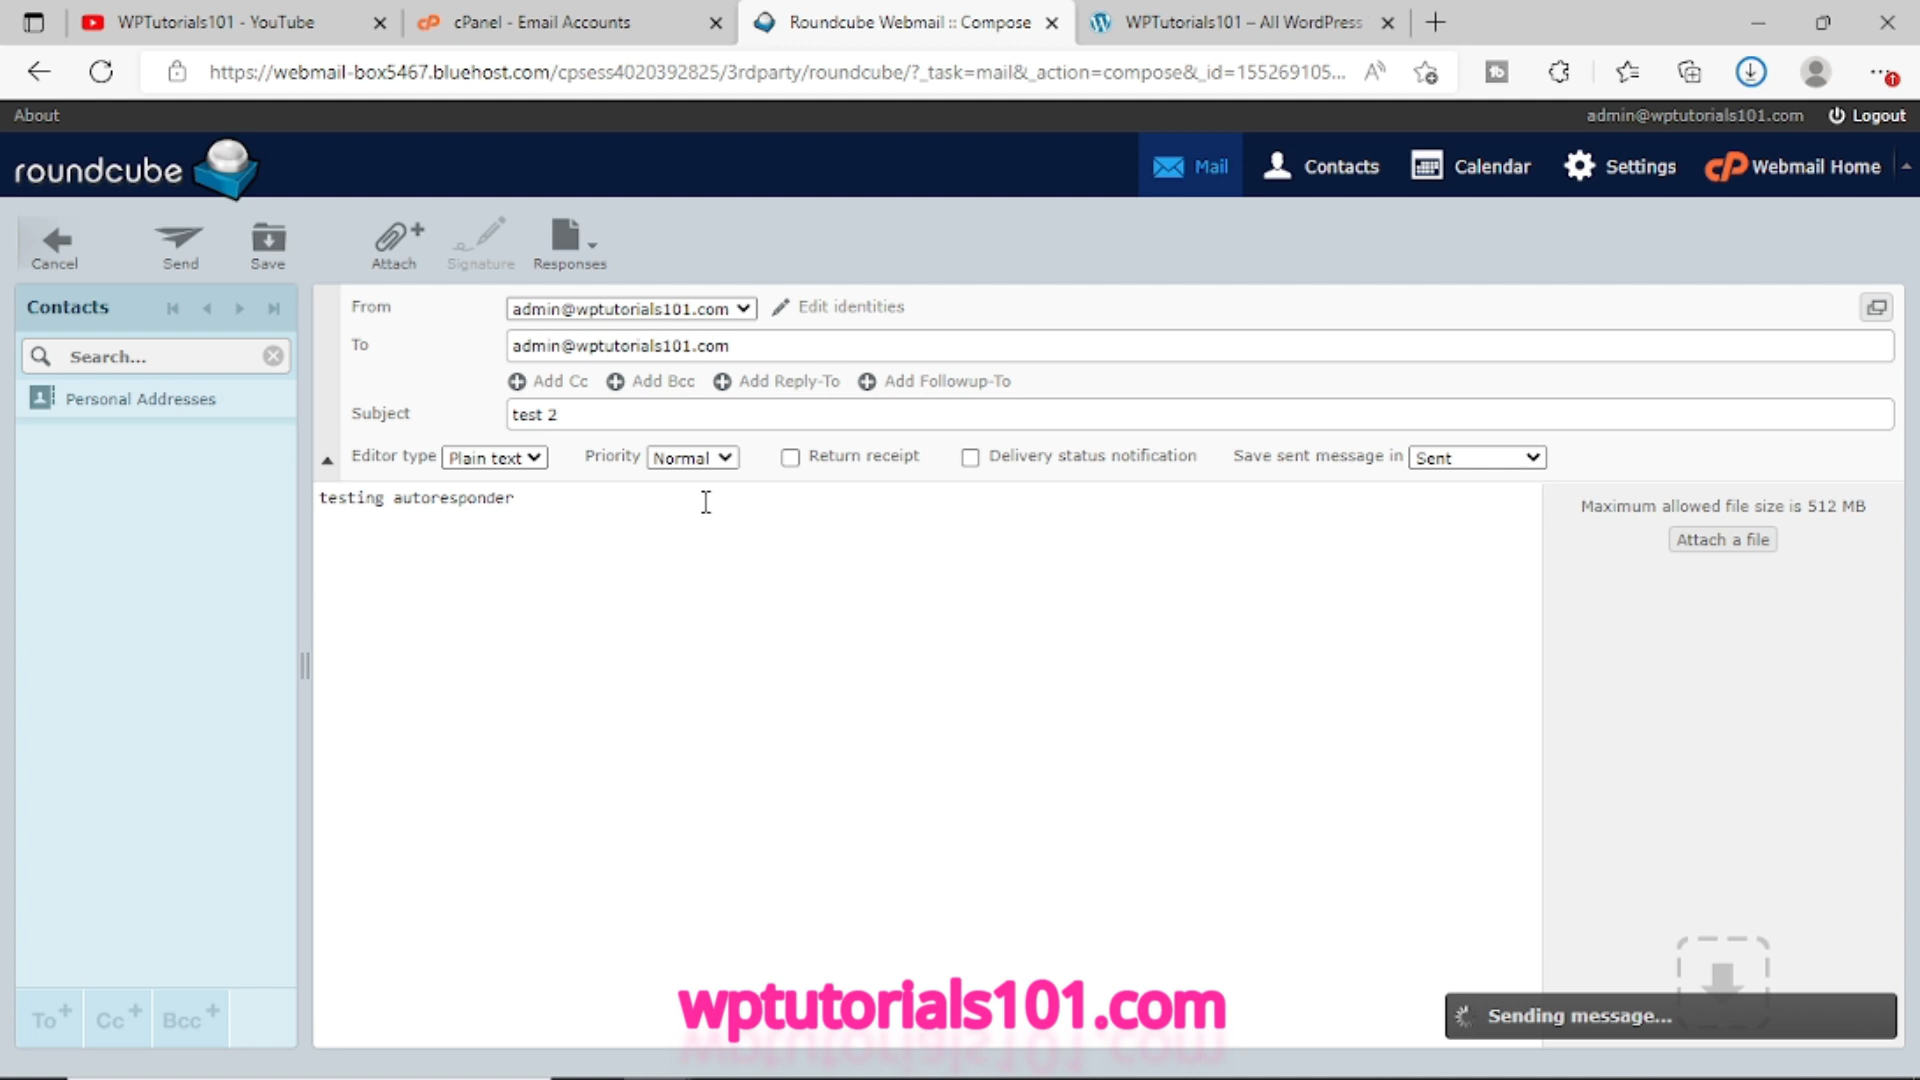 WPTutorials101 - YouTube
cPanel - Email Accounts
Roundcube Webmail :: Compose
WPTutorials101 – All WordPress
https://webmail-box5467.bluehost.com/cpsess4020392825/3rdparty/roundcube/?_task=mail&_action=compose&_id=155269105...
About
admin@wptutorials101.com
Logout
roundcube
Mail
Contacts
Calendar
Settings
cP Webmail Home
Cancel
Send
Save
Attach
Signature
Responses
Contacts
Search...
Personal Addresses
From
admin@wptutorials101.com
Edit identities
To
admin@wptutorials101.com
Add Cc
Add Bcc
Add Reply-To
Add Followup-To
Subject
test 2
Editor type
Plain text
Priority
Normal
Return receipt
Delivery status notification
Save sent message in
Sent
testing autoresponder
Maximum allowed file size is 512 MB
Attach a file
To+
Cc+
Bcc+
wptutorials101.com
Sending message...